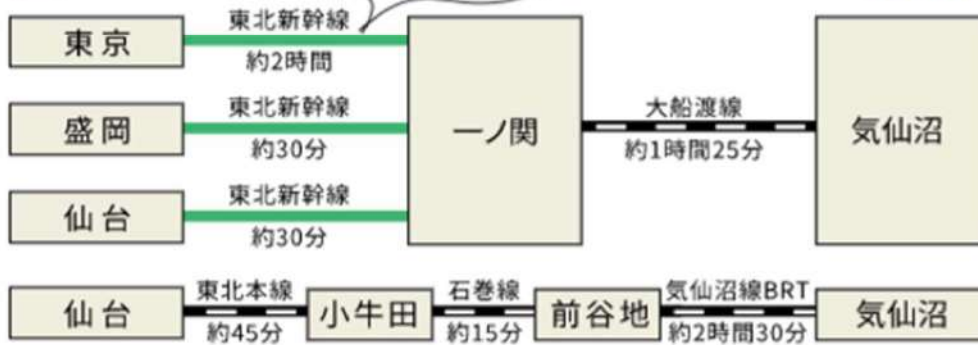 東北新幹線
東京
約2時間
東北新幹線
盛岡
約30分
一ノ関
大船渡線
約1時間25分
気仙沼
東北新幹線
仙台
約30分
東北本線
石巻線
気仙沼線BRT
仙台
小牛田
前谷地
気仙沼
約45分
約15分
約2時間30分